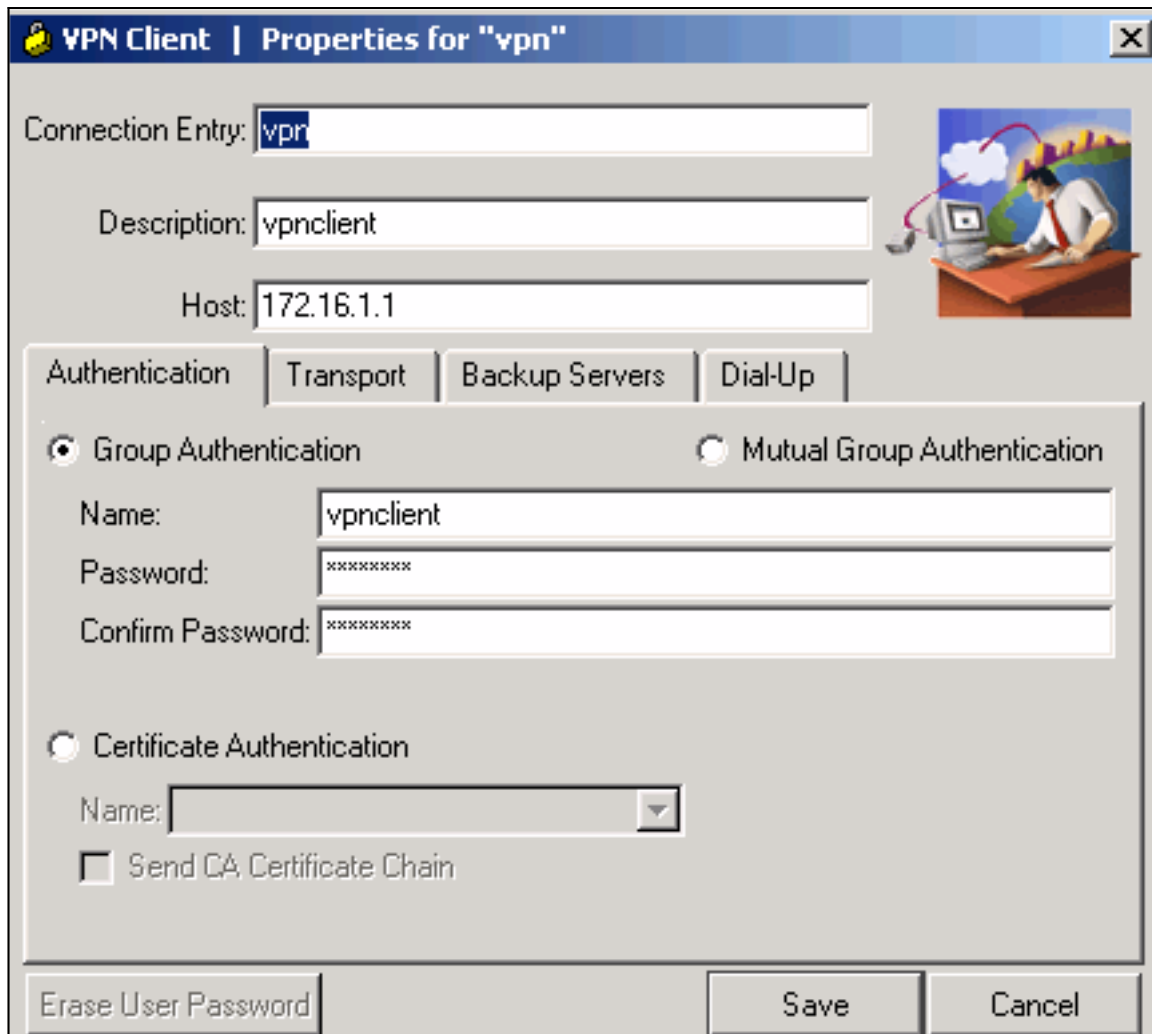 VPN Client | Properties for "vpn"
Connection Entry: vpn
Description: vpnclient
Host: 172.16.1.1
Authentication Transport Backup Servers Dial-Up
Group Authentication Mutual Group Authentication
Name: vpnclient
Password: ********
Confirm Password: ********
Certificate Authentication
Name:
Send CA Certificate Chain
Erase User Password Save Cancel